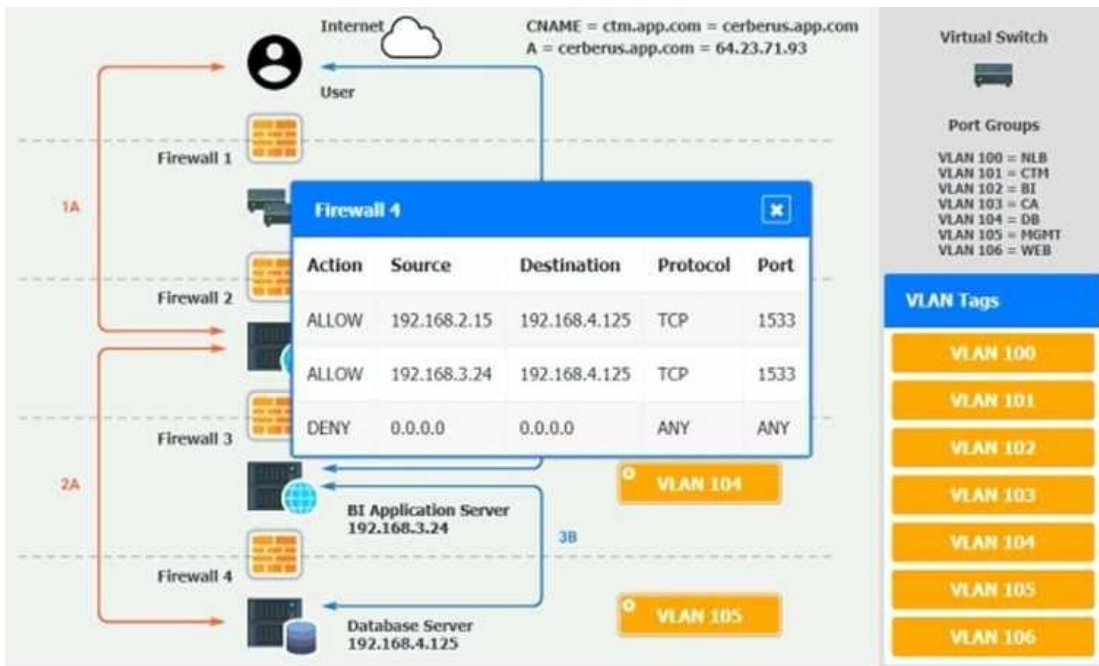 Internet
CNAME = ctm.app.com = cerberus.app.com
A = cerberus.app.com = 64.23.71.93
User
Firewall 1
1A
Firewall 4
Action Source Destination Protocol Port
ALLOW 192.168.2.15 192.168.4.125 TCP 1533
ALLOW 192.168.3.24 192.168.4.125 TCP 1533
DENY 0.0.0.0 0.0.0.0 ANY ANY
Firewall 2
Firewall 3
2A
VLAN 104
BI Application Server
192.168.3.24
3B
Firewall 4
VLAN 105
Database Server
192.168.4.125
Virtual Switch
Port Groups
VLAN 100 = NLB
VLAN 101 = CTM
VLAN 102 = BI
VLAN 103 = CA
VLAN 104 = DB
VLAN 105 = MGMT
VLAN 106 = WEB
VLAN Tags
VLAN 100
VLAN 101
VLAN 102
VLAN 103
VLAN 104
VLAN 105
VLAN 106